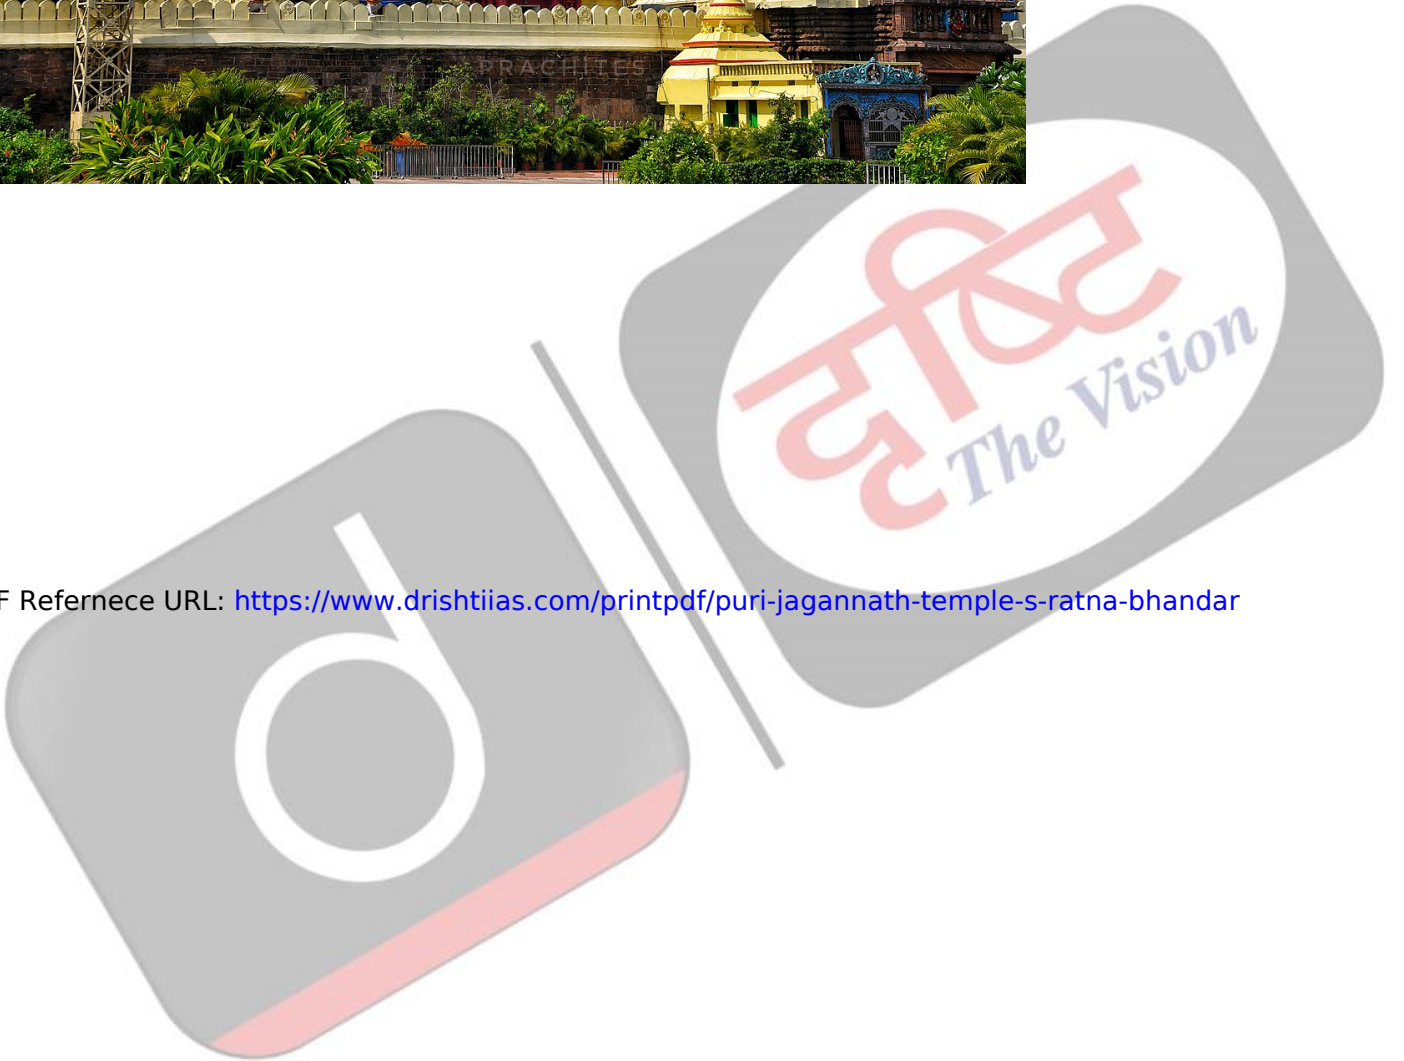 PRACHITES
दृष्टि
The Vision
d
F Refernece URL: https://www.drishtiias.com/printpdf/puri-jagannath-temple-s-ratna-bhandar